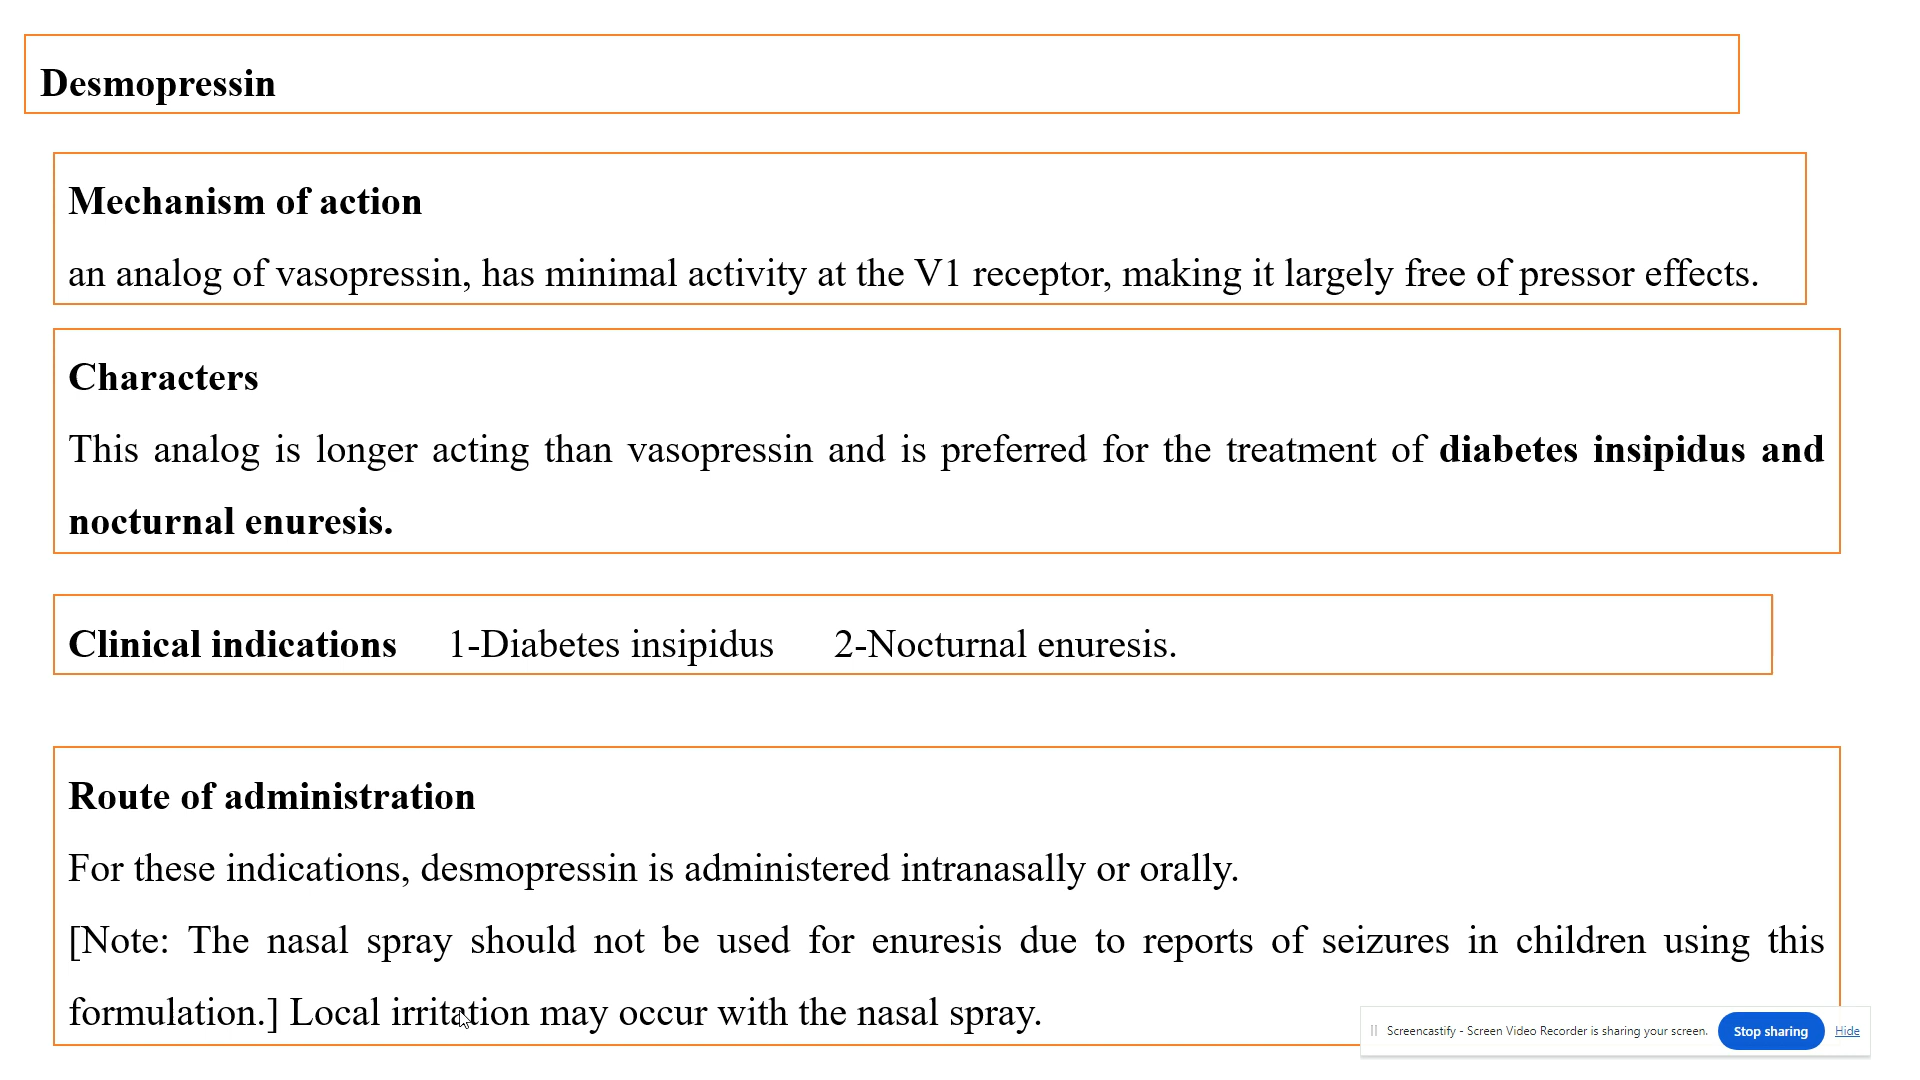 Desmopressin
Mechanism of action
an analog of vasopressin, has minimal activity at the V1 receptor, making it largely free of pressor effects.
Characters
This analog is longer acting than vasopressin and is preferred for the treatment of diabetes insipidus and
nocturnal enuresis.
Clinical indications 1-Diabetes insipidus 2-Nocturnal enuresis.
Route of administration
For these indications, desmopressin is administered intranasally or orally.
[Note: The nasal spray should not be used for enuresis due to reports of seizures in children using this
formulation.] Local irritation may occur with the nasal spray.
Screencastify - Screen Video Recorder is sharing your screen. Stop sharing Hide